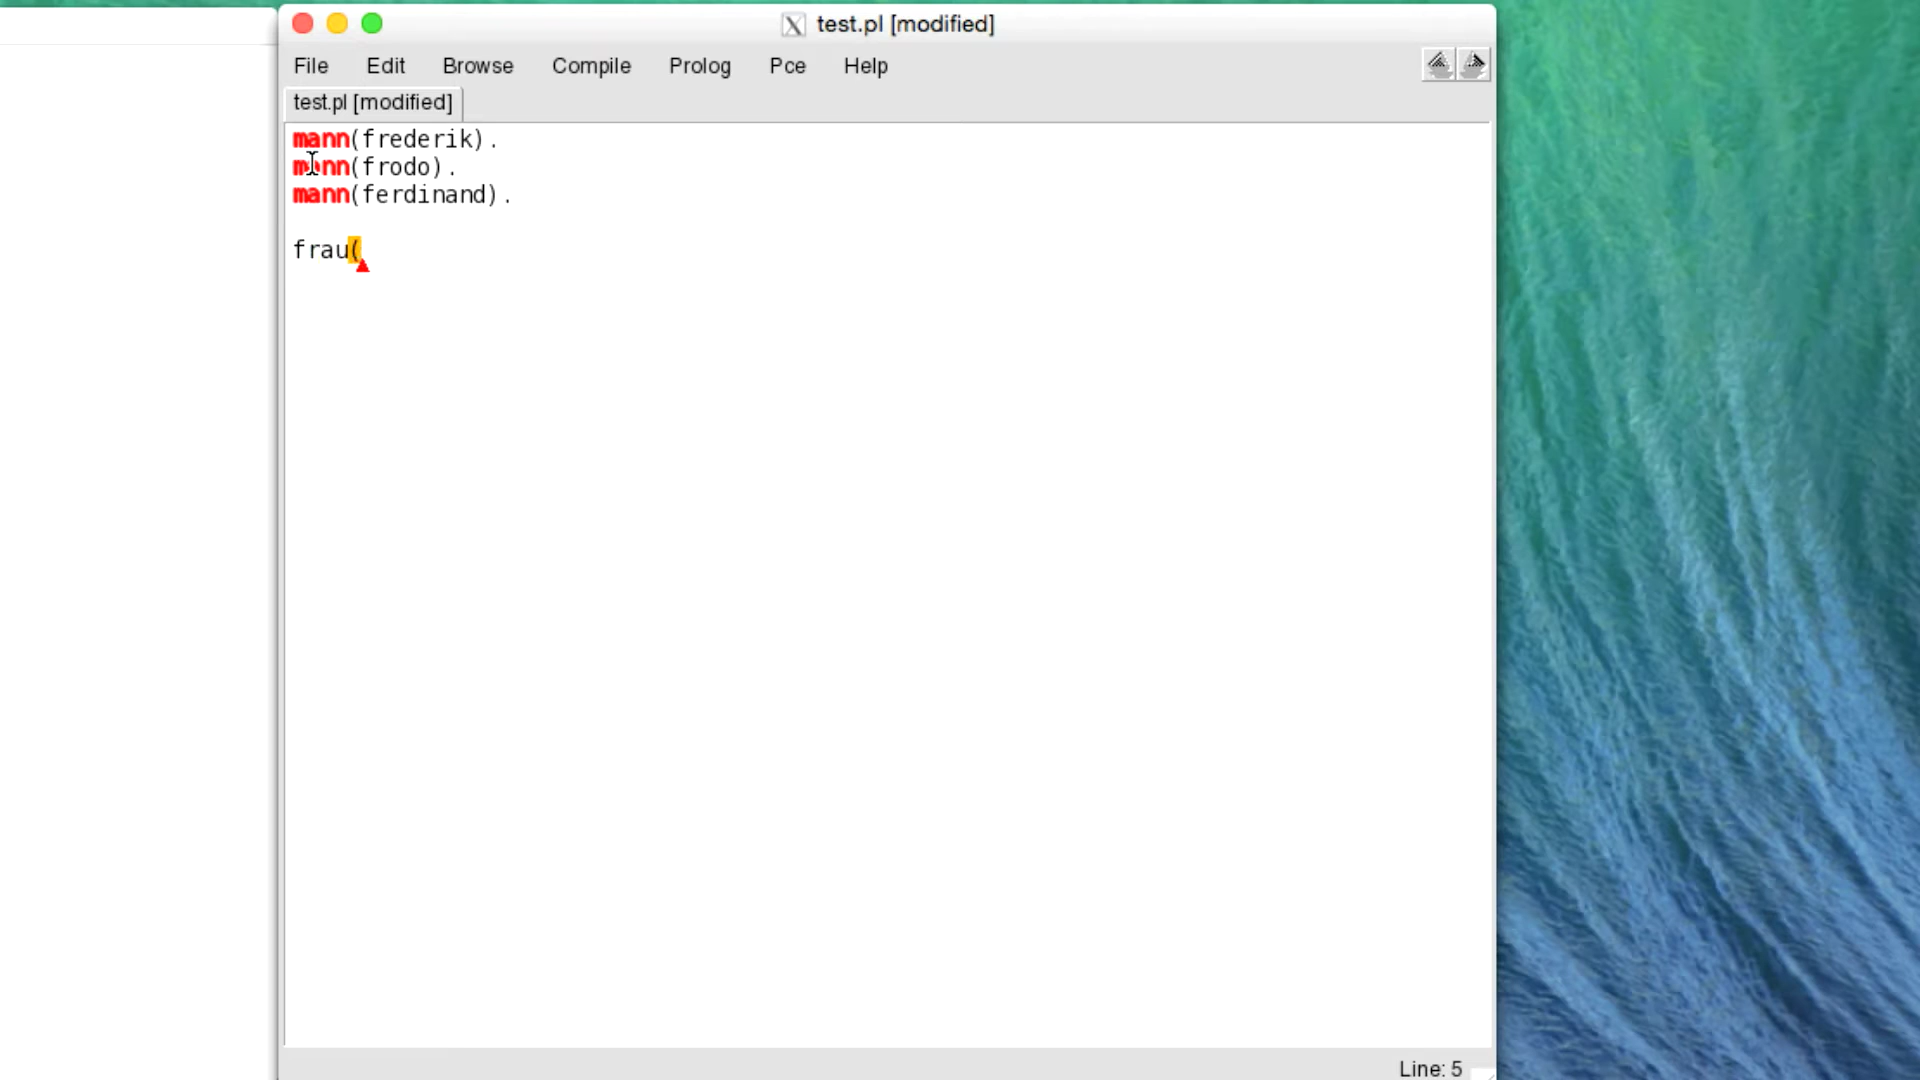 test.pl [modified]
File Edit Browse Compile Prolog Pce Help
test.pl [modified]
mann(frederik).
mann(frodo).
mann(ferdinand).
frau(
Line: 5